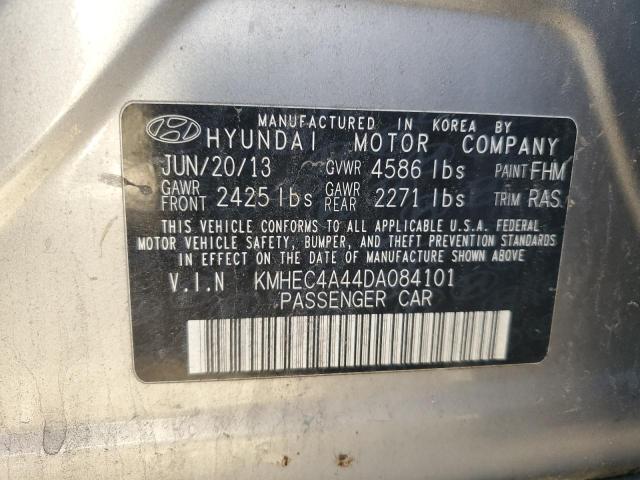 MANUFACTURED IN KOREA BY
HYUNDAI MOTOR COMPANY
JUN/20/13 GVWR 4586 lbs PAINT FHM
GAWR FRONT 2425 lbs GAWR REAR 2271 lbs TRIM RAS
THIS VEHICLE CONFORMS TO ALL APPLICABLE U.S.A. FEDERAL
MOTOR VEHICLE SAFETY, BUMPER, AND THEFT PREVENTION STANDARDS
IN EFFECT ON THE DATE OF MANUFACTURE SHOWN ABOVE.
V.I.N KMHEC4A44DA084101
PASSENGER CAR